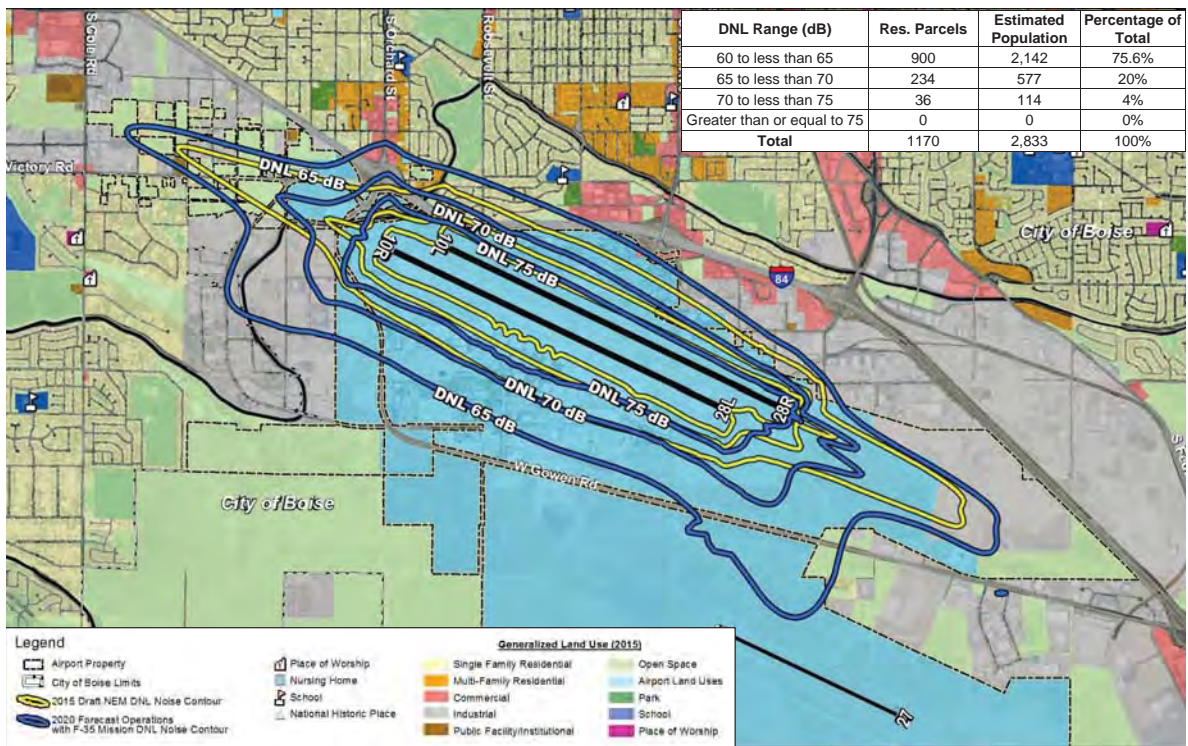 S Cole Rd
S Orchard St
Roosevelt St
DNL Range (dB) Res. Parcels Estimated Population Percentage of Total
60 to less than 65 900 2,142 75.6%
65 to less than 70 234 577 20%
70 to less than 75 36 114 4%
Greater than or equal to 75 0 0 0%
Total 1170 2,833 100%
Victory Rd
DNL 65 dB
DNL 70 dB
DNL 75 dB
10R
10L
City of Boise
84
DNL 75 dB
DNL 70 dB
DNL 65 dB
28L
28R
W Gowen Rd
City of Boise
27
Legend
Airport Property
City of Boise Limits
2015 Draft NEM DNL Noise Contour
2020 Forecast Operations
with F-35 Mission DNL Noise Contour
Place of Worship
Nursing Home
School
National Historic Place
Generalized Land Use (2015)
Single Family Residential
Multi-Family Residential
Commercial
Industrial
Public Facility/Institutional
Open Space
Airport Land Uses
Park
School
Place of Worship